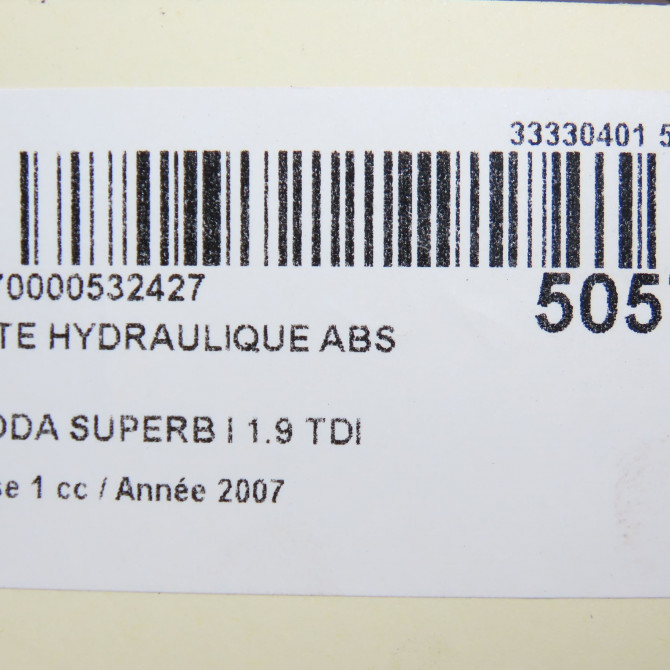 33330401 5
70000532427
505
TE HYDRAULIQUE ABS
ODA SUPERB I 1.9 TDI
se 1 cc / Année 2007